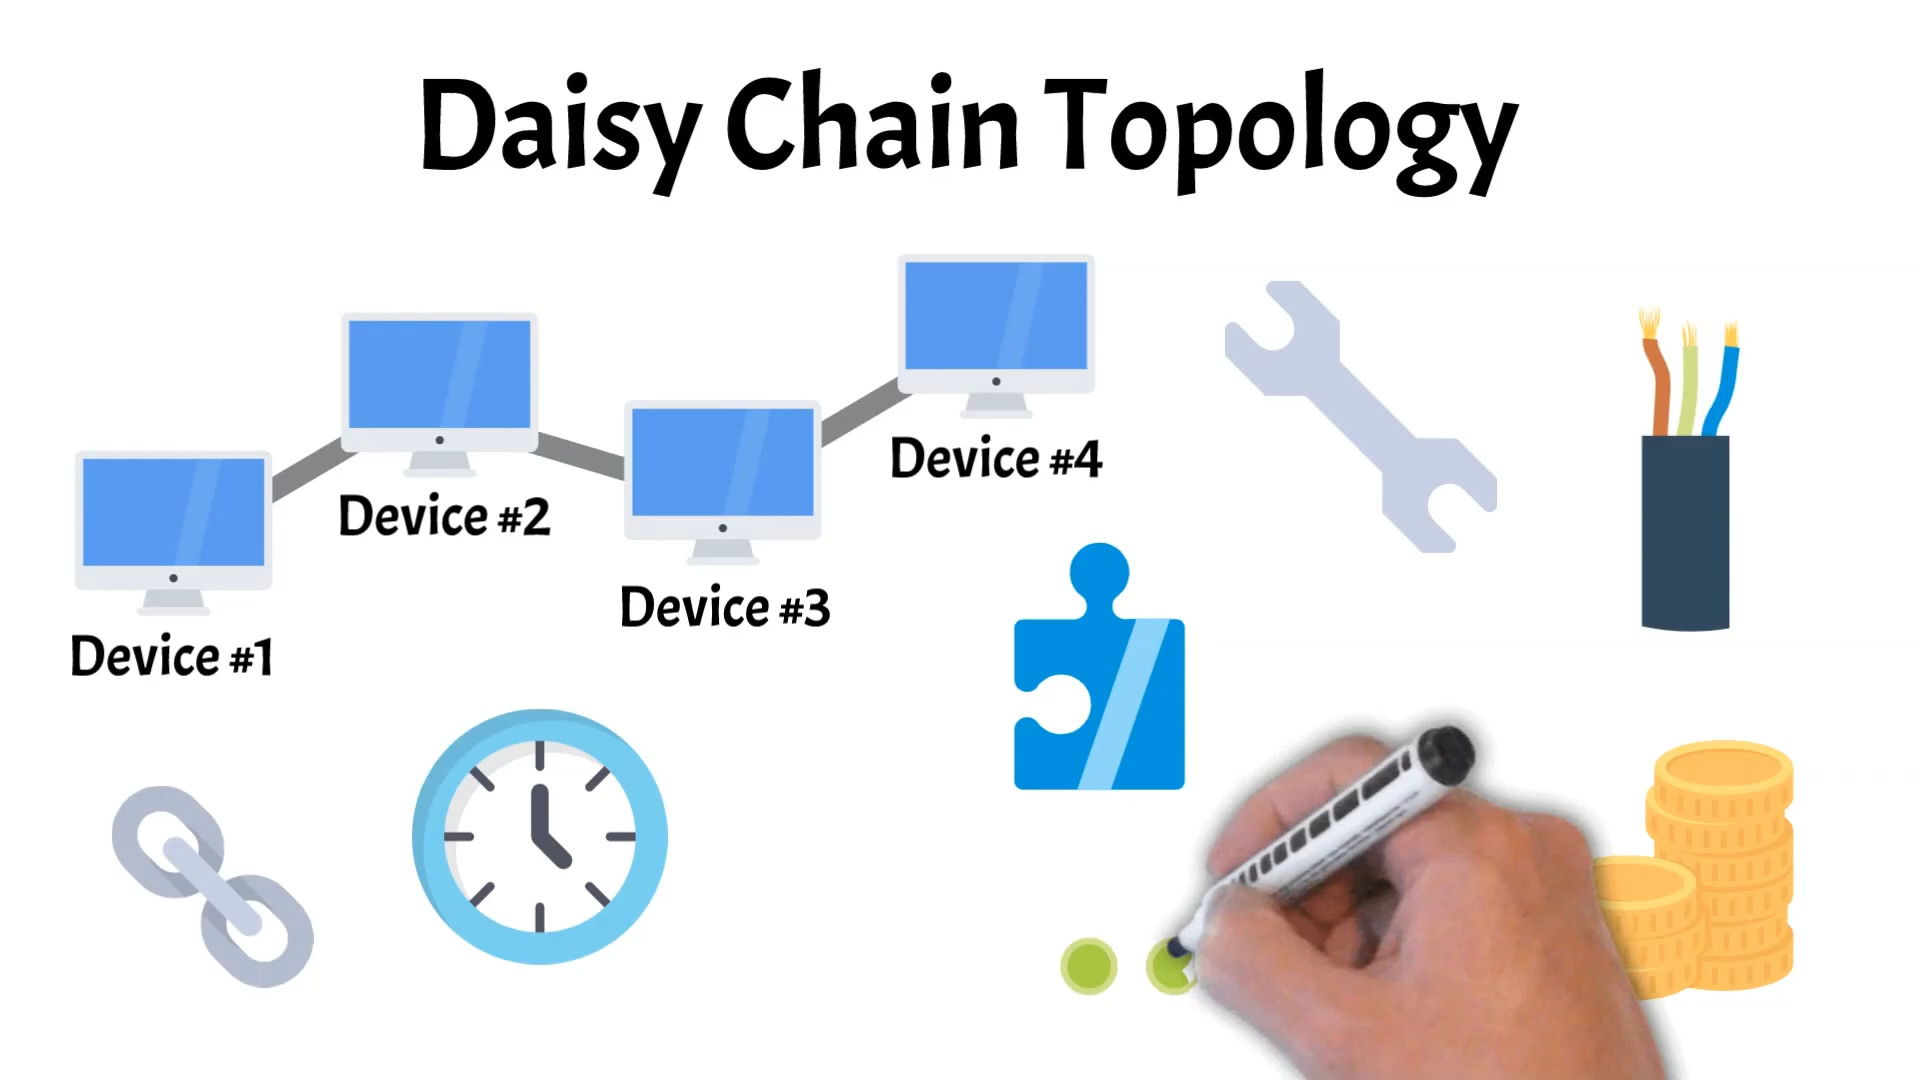 Daisy Chain Topology
Device #4
Device #2
Device #3
Device #1